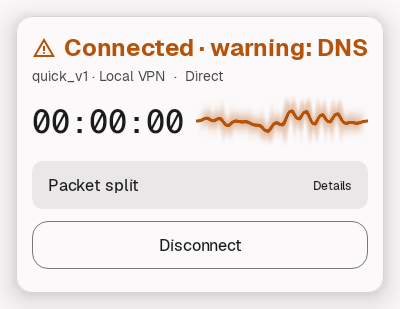 Connected · warning: DNS
quick_v1 · Local VPN · Direct
00:00:00
Packet split Details
Disconnect